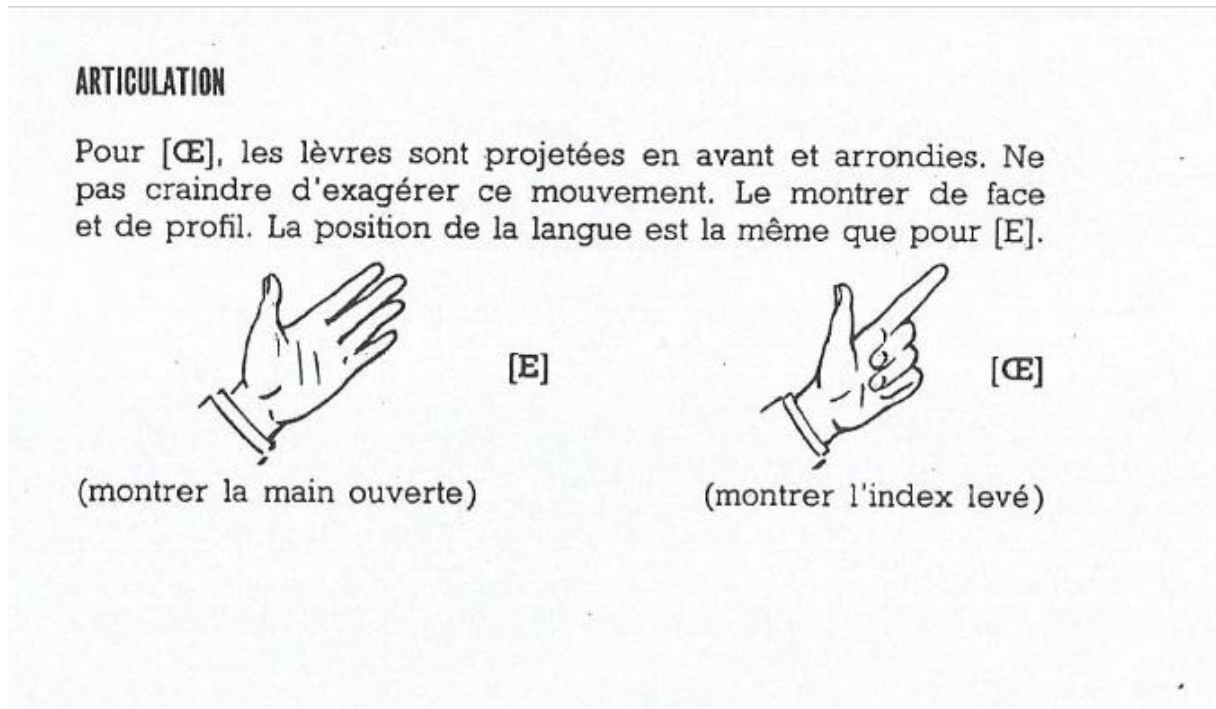 ARTICULATION
Pour [Œ], les lèvres sont projetées en avant et arrondies. Ne
pas craindre d'exagérer ce mouvement. Le montrer de face
et de profil. La position de la langue est la même que pour [E].
[E]
[Œ]
(montrer la main ouverte)
(montrer l'index levé)